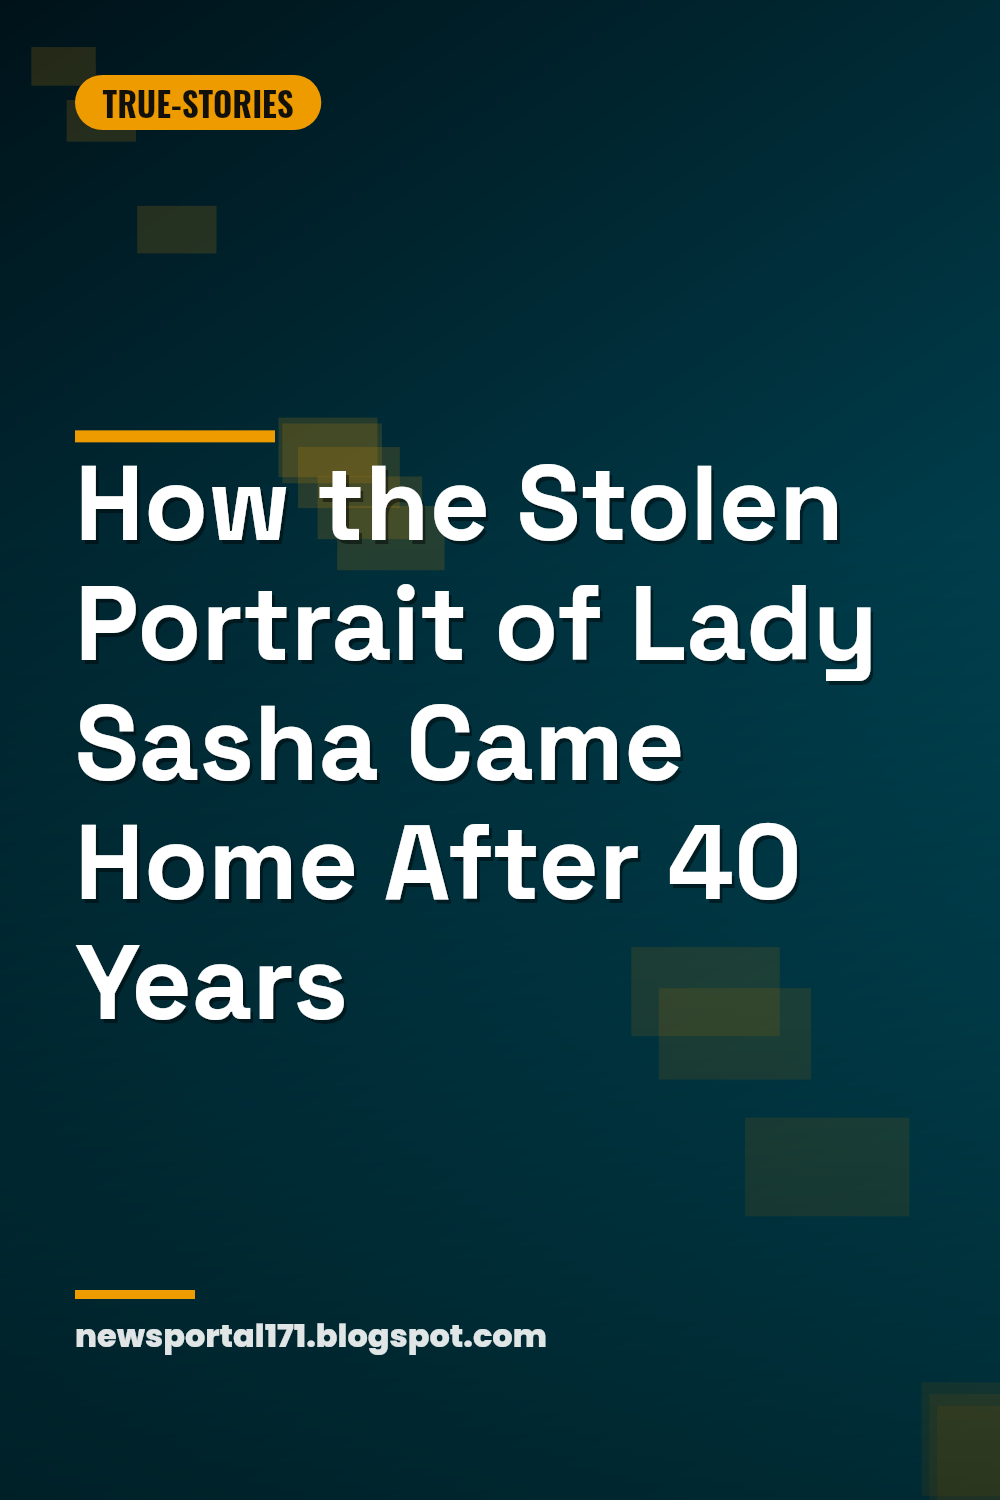 TRUE-STORIES
How the Stolen
Portrait of Lady
Sasha Came
Home After 40
Years
newsportal171.blogspot.com